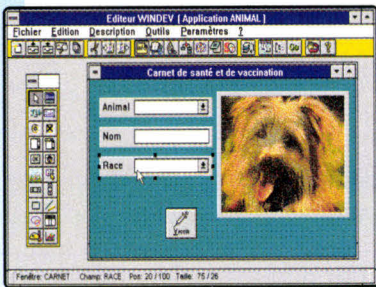 Editeur WINDEV [ Application ANIMAL ]
Fichier Edition Description Outils Paramètres ?
Carnet de santé et de vaccination
Animal
Nom
Race
Fenêtre: CARNET Champ: RACE Pos: 20 / 100 Taille: 75 / 26